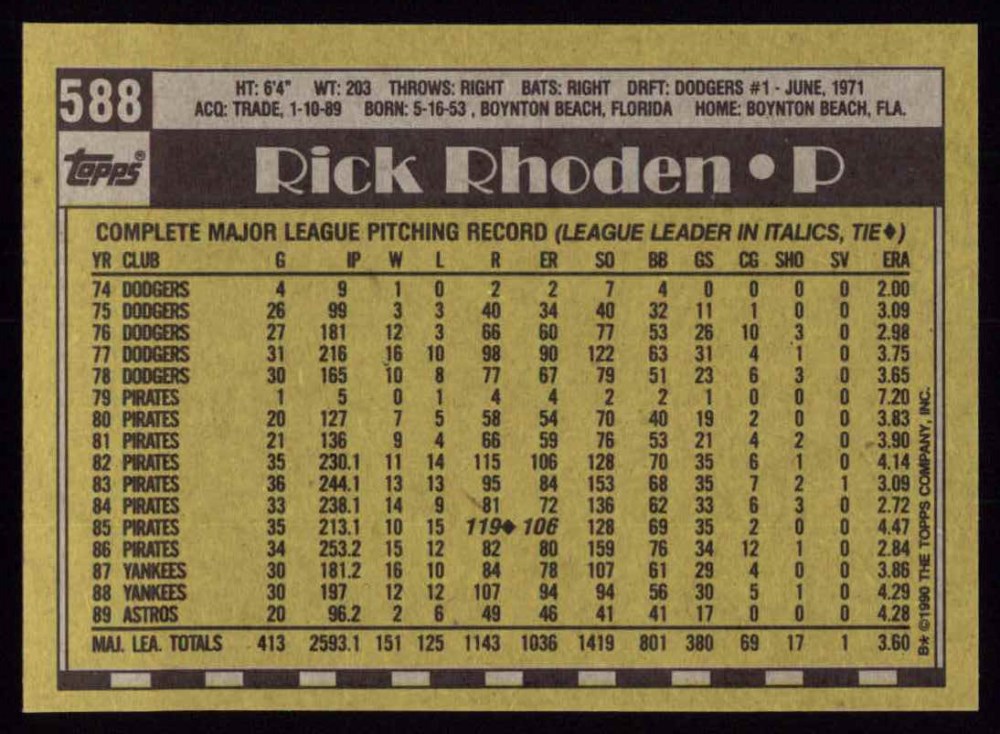 588
HT: 6'4" WT: 203 THROWS: RIGHT BATS: RIGHT DRFT: DODGERS #1 - JUNE, 1971
ACQ: TRADE, 1-10-89 BORN: 5-16-53 , BOYNTON BEACH, FLORIDA HOME: BOYNTON BEACH, FLA.
topps®
Rick Rhoden • P
COMPLETE MAJOR LEAGUE PITCHING RECORD (LEAGUE LEADER IN ITALICS, TIE♦)
YR CLUB G IP W L R ER SO BB GS CG SHO SV ERA
74 DODGERS 4 9 1 0 2 2 7 4 0 0 0 0 2.00
75 DODGERS 26 99 3 3 40 34 40 32 11 1 0 0 3.09
76 DODGERS 27 181 12 3 66 60 77 53 26 10 3 0 2.98
77 DODGERS 31 216 16 10 98 90 122 63 31 4 1 0 3.75
78 DODGERS 30 165 10 8 77 67 79 51 23 6 3 0 3.65
79 PIRATES 1 5 0 1 4 4 2 2 1 0 0 0 7.20
80 PIRATES 20 127 7 5 58 54 70 40 19 2 0 0 3.83
81 PIRATES 21 136 9 4 66 59 76 53 21 4 2 0 3.90
82 PIRATES 35 230.1 11 14 115 106 128 70 35 6 1 0 4.14
83 PIRATES 36 244.1 13 13 95 84 153 68 35 7 2 1 3.09
84 PIRATES 33 238.1 14 9 81 72 136 62 33 6 3 0 2.72
85 PIRATES 35 213.1 10 15 119♦ 106 128 69 35 2 0 0 4.47
86 PIRATES 34 253.2 15 12 82 80 159 76 34 12 1 0 2.84
87 YANKEES 30 181.2 16 10 84 78 107 61 29 4 0 0 3.86
88 YANKEES 30 197 12 12 107 94 94 56 30 5 1 0 4.29
89 ASTROS 20 96.2 2 6 49 46 41 41 17 0 0 0 4.28
MAJ. LEA. TOTALS 413 2593.1 151 125 1143 1036 1419 801 380 69 17 1 3.60
B* ©1990 THE TOPPS COMPANY, INC.